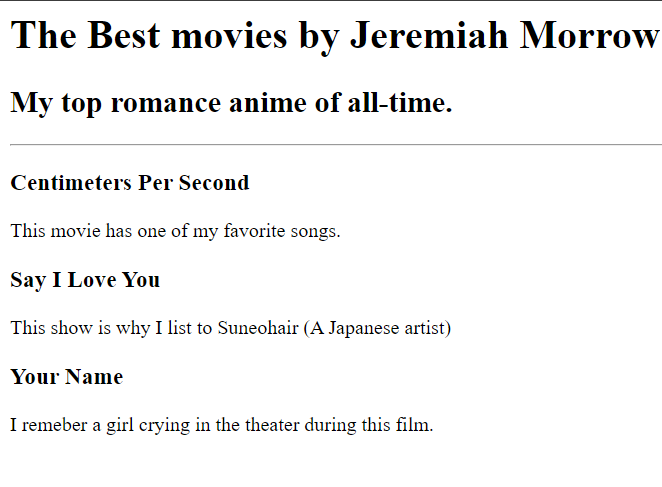 The Best movies by Jeremiah Morrow
My top romance anime of all-time.
Centimeters Per Second
This movie has one of my favorite songs.
Say I Love You
This show is why I list to Suneohair (A Japanese artist)
Your Name
I remeber a girl crying in the theater during this film.